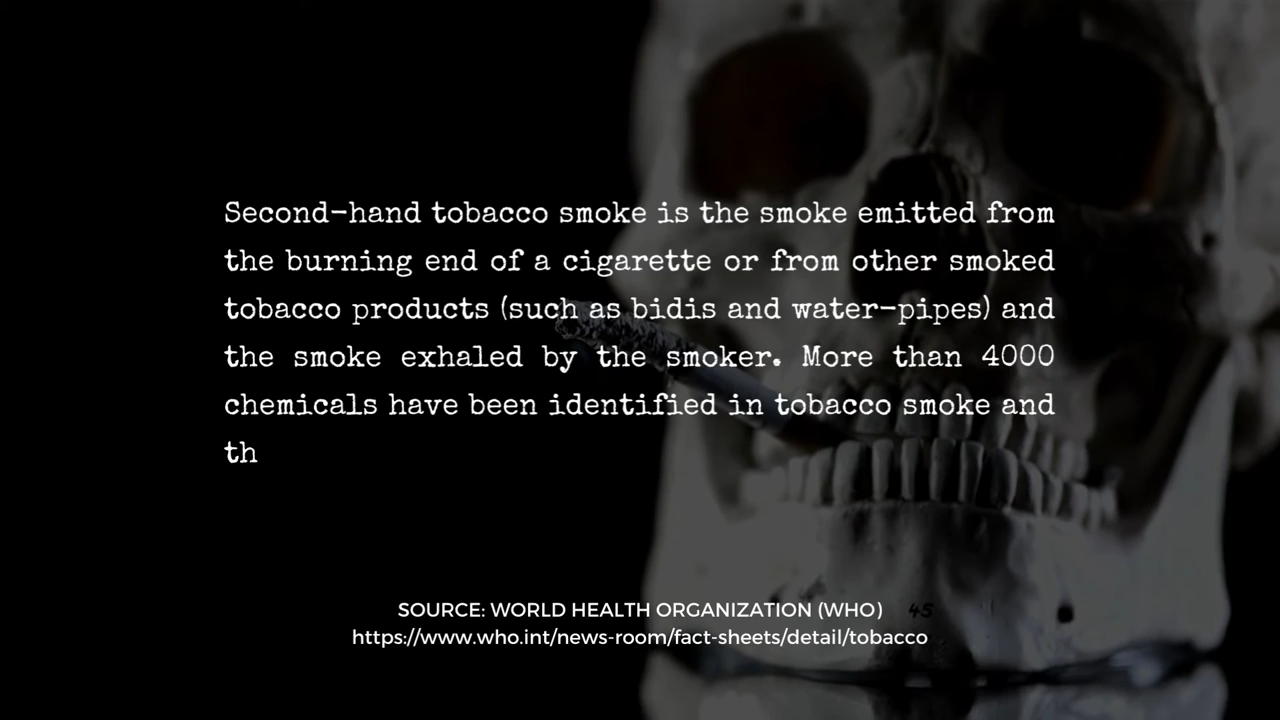 Second-hand tobacco smoke is the smoke emitted from
the burning end of a cigarette or from other smoked
tobacco products (such as bidis and water-pipes) and
the smoke exhaled by the smoker. More than 4000
chemicals have been identified in tobacco smoke and
th
SOURCE: WORLD HEALTH ORGANIZATION (WHO)
45
https://www.who.int/news-room/fact-sheets/detail/tobacco